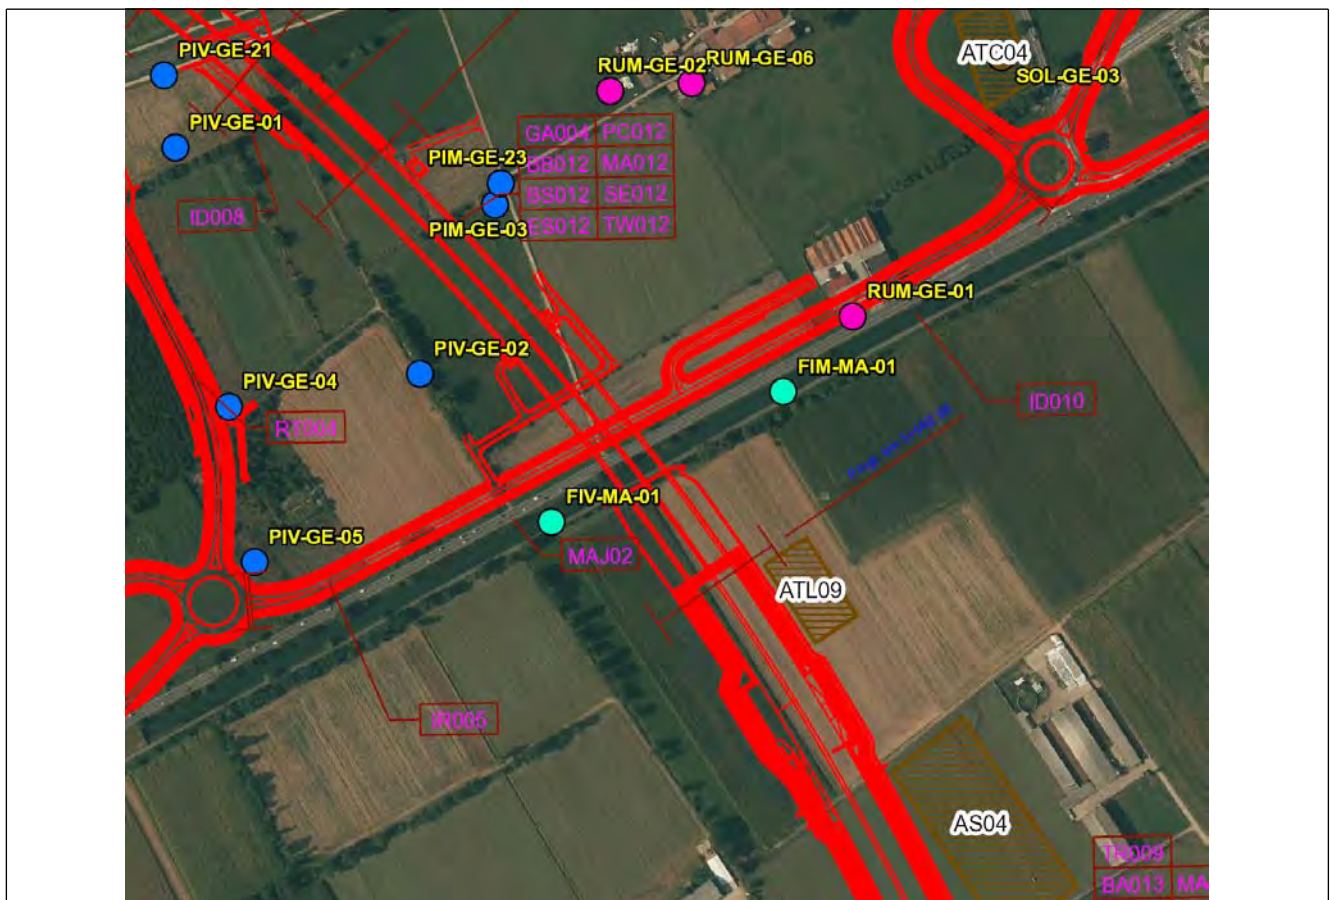 PIV-GE-21
ATC04
RUM-GE-02
RUM-GE-06
SOL-GE-03
PIV-GE-01
GA004 PC012
PIM-GE-23
BB012 MA012
BS012 SE012
ID008
PIM-GE-03
ES012 TW012
RUM-GE-01
PIV-GE-02
FIM-MA-01
PIV-GE-04
ID010
FIV-MA-01
PIV-GE-05
MAJ02
ATL09
IR005
AS04
TR009
BA013 MA